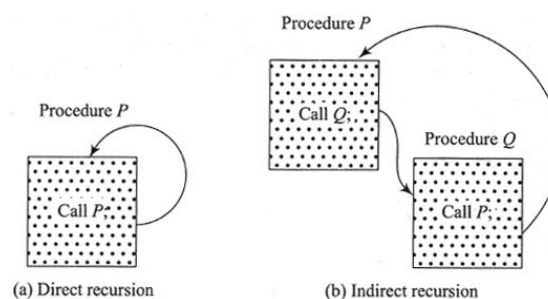 Procedure P
Call P;
(a) Direct recursion
Procedure P
Call Q;
Procedure Q
Call P;
(b) Indirect recursion